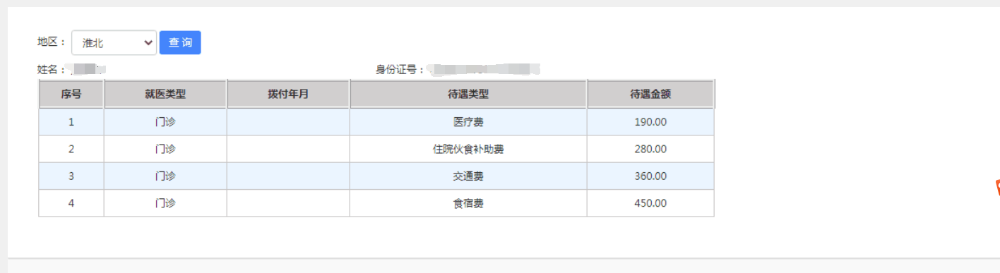 地区： 淮北 查 询
姓名： 身份证号：
序号 就医类型 拨付年月 待遇类型 待遇金额
1 门诊 医疗费 190.00
2 门诊 住院伙食补助费 280.00
3 门诊 交通费 360.00
4 门诊 食宿费 450.00